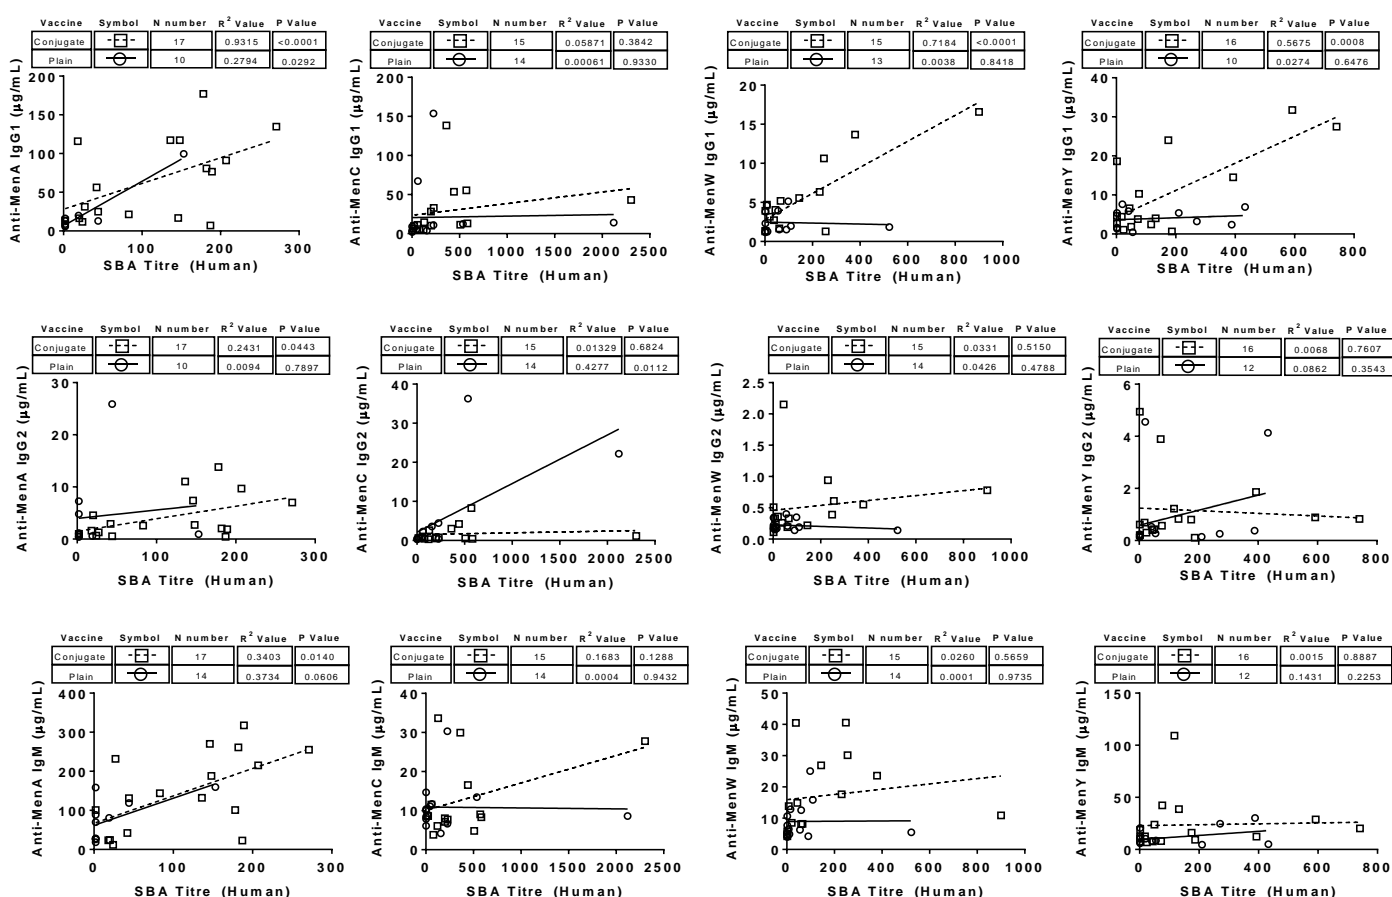 Vaccine Symbol N number R2 Value P Value
Conjugate 17 0.9315 <0.0001
Plain 10 0.2794 0.0292
Anti-MenA IgG1 (µg/mL)
200
150
100
50
0
0 100 200 300
SBA Titre (Human)
Vaccine Symbol N number R2 Value P Value
Conjugate 15 0.05871 0.3842
Plain 14 0.00061 0.9330
Anti-MenC IgG1 (µg/mL)
200
150
100
50
0
0 500 1000 1500 2000 2500
SBA Titre (Human)
Vaccine Symbol N number R2 Value P Value
Conjugate 15 0.7184 <0.0001
Plain 13 0.0038 0.8418
Anti-MenW IgG1 (µg/mL)
20
15
10
5
0
0 200 400 600 800 1000
SBA Titre (Human)
Vaccine Symbol N number R2 Value P Value
Conjugate 16 0.5675 0.0008
Plain 10 0.0274 0.6476
Anti-MenY IgG1 (µg/mL)
40
30
20
10
0
0 200 400 600 800
SBA Titre (Human)
Vaccine Symbol N number R2 Value P Value
Conjugate 17 0.2431 0.0443
Plain 10 0.0094 0.7897
Anti-MenA IgG2 (µg/mL)
30
20
10
0
0 100 200 300
SBA Titre (Human)
Vaccine Symbol N number R2 Value P Value
Conjugate 15 0.01329 0.6824
Plain 14 0.4277 0.0112
Anti-MenC IgG2 (µg/mL)
40
30
20
10
0
0 500 1000 1500 2000 2500
SBA Titre (Human)
Vaccine Symbol N number R2 Value P Value
Conjugate 15 0.0331 0.5150
Plain 14 0.0426 0.4788
Anti-MenW IgG2 (µg/mL)
2.5
2.0
1.5
1.0
0.5
0.0
0 200 400 600 800 1000
SBA Titre (Human)
Vaccine Symbol N number R2 Value P Value
Conjugate 16 0.0068 0.7607
Plain 12 0.0862 0.3543
Anti-MenY IgG2 (µg/mL)
6
4
2
0
0 200 400 600 800
SBA Titre (Human)
Vaccine Symbol N number R2 Value P Value
Conjugate 17 0.3403 0.0140
Plain 14 0.3734 0.0606
Anti-MenA IgM (µg/mL)
400
300
200
100
0
0 100 200 300
SBA Titre (Human)
Vaccine Symbol N number R2 Value P Value
Conjugate 15 0.1683 0.1288
Plain 14 0.0004 0.9432
Anti-MenC IgM (µg/mL)
40
30
20
10
0
0 500 1000 1500 2000 2500
SBA Titre (Human)
Vaccine Symbol N number R2 Value P Value
Conjugate 15 0.0260 0.5659
Plain 14 0.0001 0.9735
Anti-MenW IgM (µg/mL)
50
40
30
20
10
0
0 200 400 600 800 1000
SBA Titre (Human)
Vaccine Symbol N number R2 Value P Value
Conjugate 16 0.0015 0.8887
Plain 12 0.1431 0.2253
Anti-MenY IgM (µg/mL)
150
100
50
0
0 200 400 600 800
SBA Titre (Human)